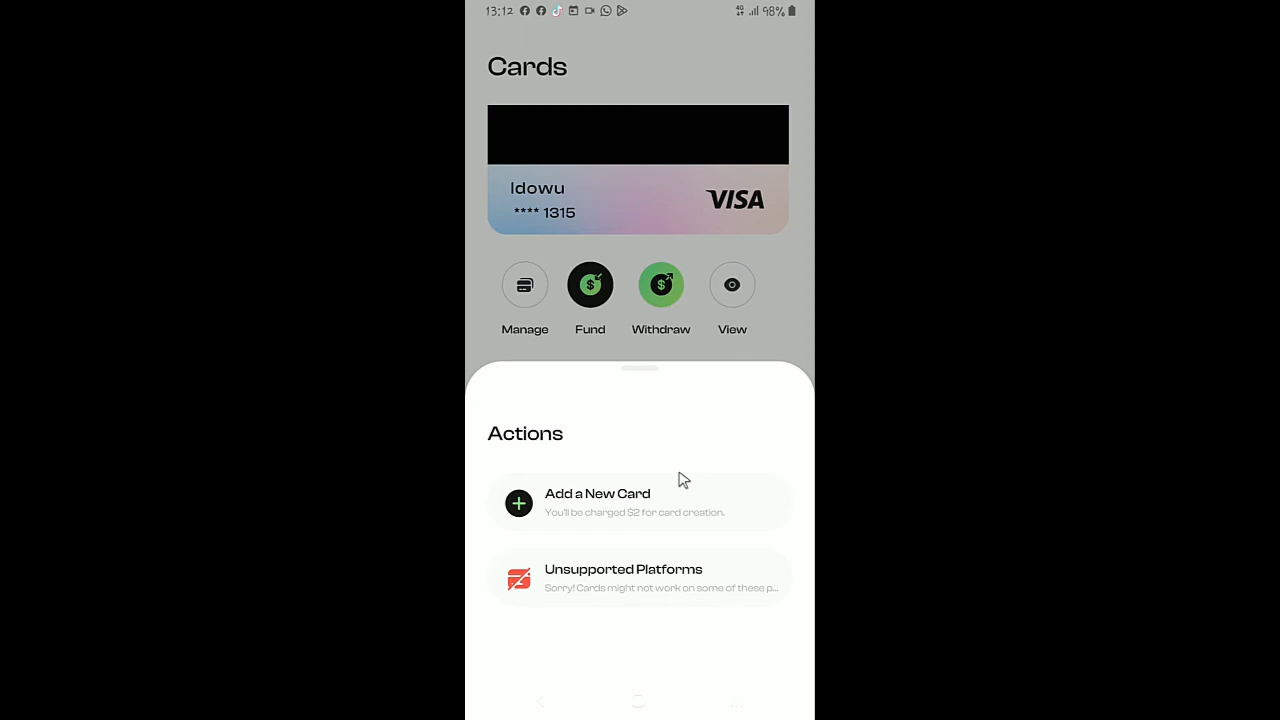 13:12
4G 98%
Cards
Idowu
**** 1315
VISA
Manage Fund Withdraw View
Actions
Add a New Card
You'll be charged $2 for card creation.
Unsupported Platforms
Sorry! Cards might not work on some of these p...